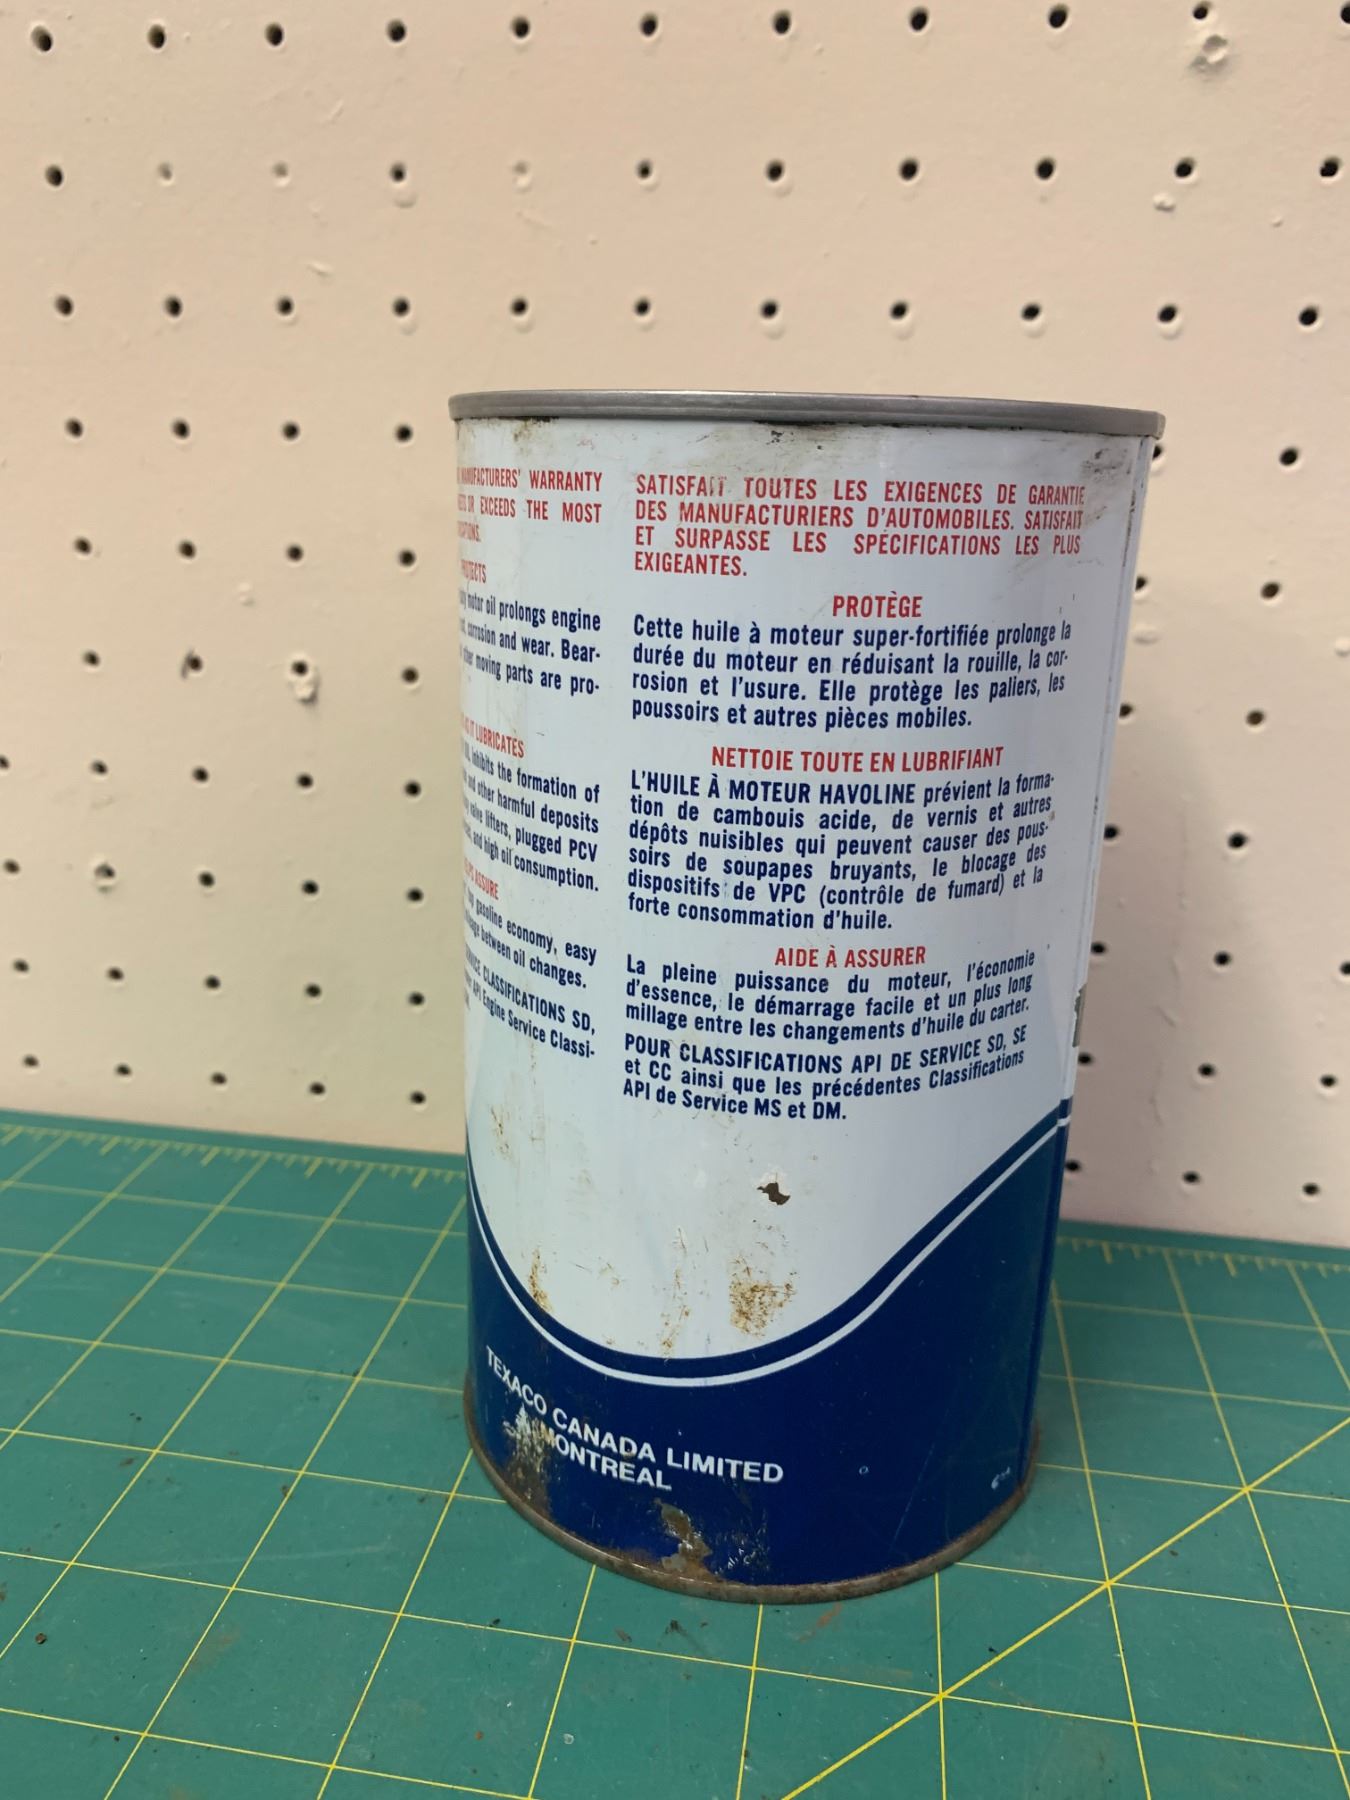 MANUFACTURERS' WARRANTY
OR EXCEEDS THE MOST
PROTECTS
motor oil prolongs engine
corrosion and wear. Bear-
other moving parts are pro-
IT LUBRICATES
inhibits the formation of
and other harmful deposits
valve lifters, plugged PCV
and high oil consumption.
ASSURE
gasoline economy, easy
between oil changes.
CLASSIFICATIONS SD,
API Engine Service Classi-
SATISFAIT TOUTES LES EXIGENCES DE GARANTIE
DES MANUFACTURIERS D'AUTOMOBILES. SATISFAIT
ET SURPASSE LES SPÉCIFICATIONS LES PLUS
EXIGEANTES.
PROTÈGE
Cette huile à moteur super-fortifiée prolonge la
durée du moteur en réduisant la rouille, la cor-
rosion et l'usure. Elle protège les paliers, les
poussoirs et autres pièces mobiles.
NETTOIE TOUTE EN LUBRIFIANT
L'HUILE À MOTEUR HAVOLINE prévient la forma-
tion de cambouis acide, de vernis et autres
dépôts nuisibles qui peuvent causer des pous-
soirs de soupapes bruyants, le blocage des
dispositifs de VPC (contrôle de fumard) et la
forte consommation d'huile.
AIDE À ASSURER
La pleine puissance du moteur, l'économie
d'essence, le démarrage facile et un plus long
millage entre les changements d'huile du carter.
POUR CLASSIFICATIONS API DE SERVICE SD, SE
et CC ainsi que les précédentes Classifications
API de Service MS et DM.
TEXACO CANADA LIMITED
MONTREAL